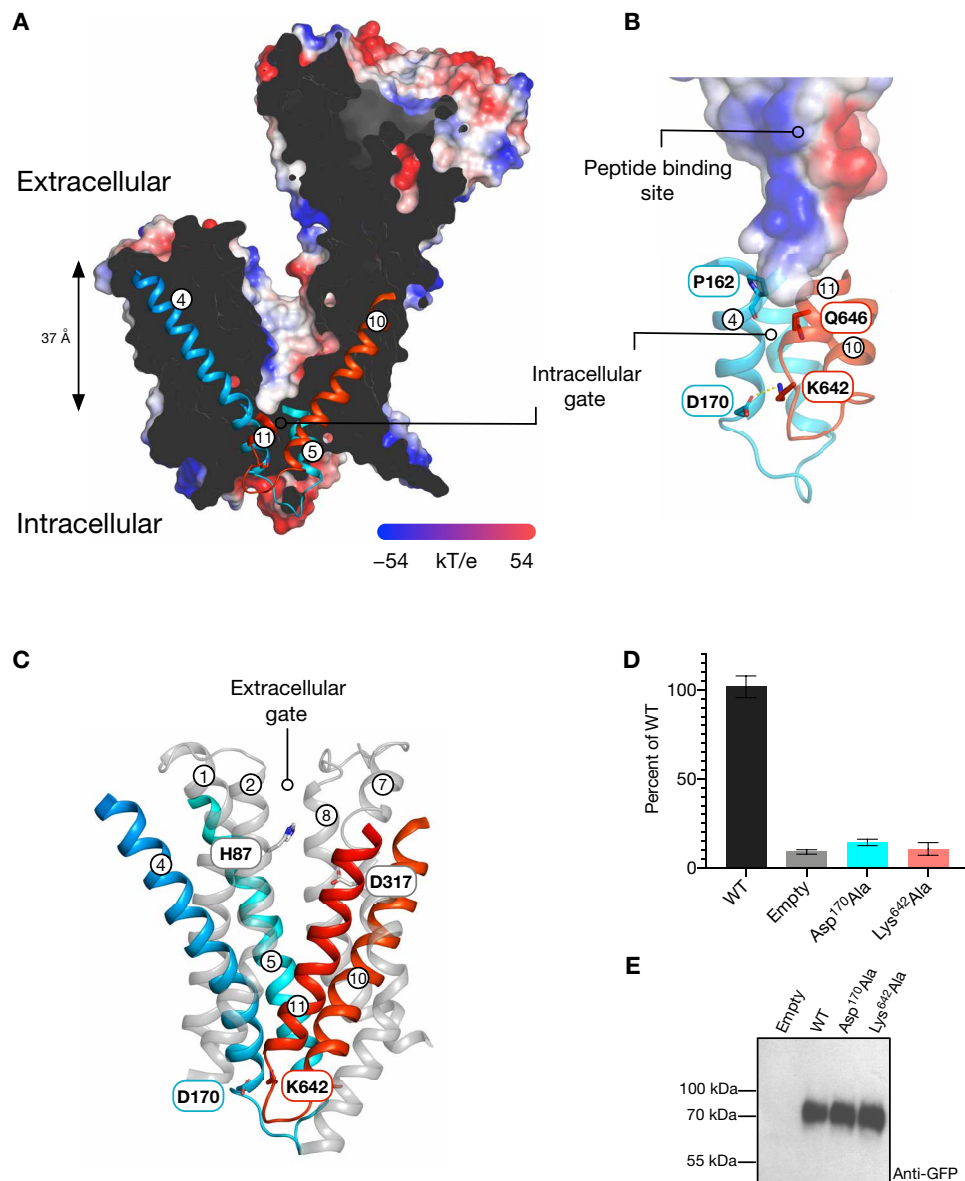 A
Extracellular
37 Å
4
10
11
5
Intracellular
−54 kT/e 54
B
Peptide binding
site
P162
11
4
Q646
10
Intracellular
gate
K642
D170
C
Extracellular
gate
1
2
7
8
H87
4
D317
5
10
11
D170
K642
D
Percent of WT
100
50
0
WT
Empty
Asp¹⁷⁰Ala
Lys⁶⁴²Ala
E
Empty
WT
Asp¹⁷⁰Ala
Lys⁶⁴²Ala
100 kDa
70 kDa
55 kDa
Anti-GFP